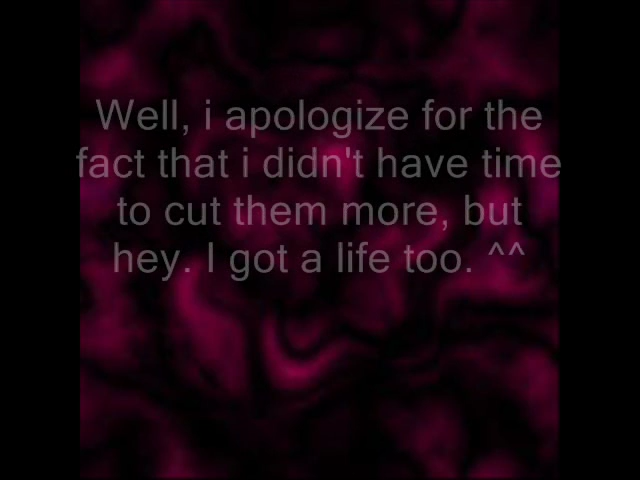 Well, i apologize for the
fact that i didn't have time
to cut them more, but
hey. I got a life too. ^^